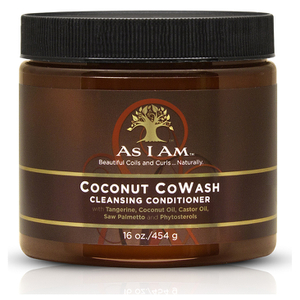 AS I AM™
Beautiful Coils and Curls... Naturally.
COCONUT COWASH
CLEANSING CONDITIONER
with Tangerine, Coconut Oil, Castor Oil,
Saw Palmetto and Phytosterols
16 oz./454 g